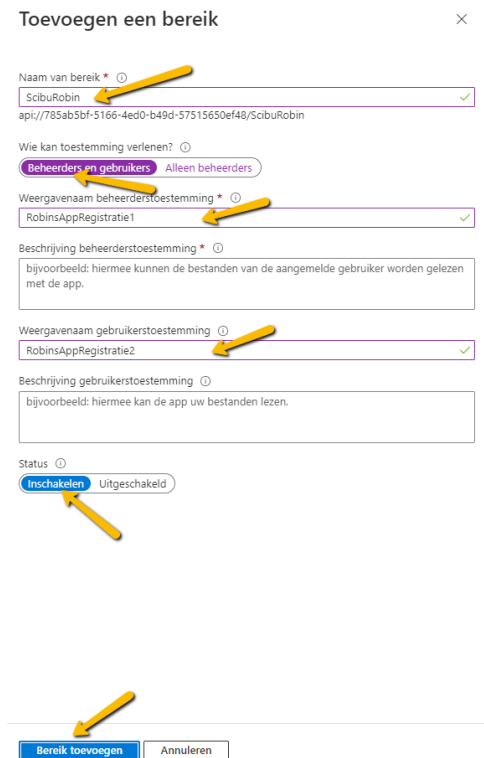 Toevoegen een bereik
Naam van bereik *
ScibuRobin
api://785ab5bf-5166-4ed0-b49d-57515650ef48/ScibuRobin
Wie kan toestemming verlenen?
Beheerders en gebruikers Alleen beheerders
Weergavenaam beheerderstoestemming *
RobinsAppRegistratie1
Beschrijving beheerderstoestemming *
bijvoorbeeld: hiermee kunnen de bestanden van de aangemelde gebruiker worden gelezen
met de app.
Weergavenaam gebruikerstoestemming
RobinsAppRegistratie2
Beschrijving gebruikerstoestemming
bijvoorbeeld: hiermee kan de app uw bestanden lezen.
Status
Inschakelen Uitgeschakeld
Bereik toevoegen Annuleren